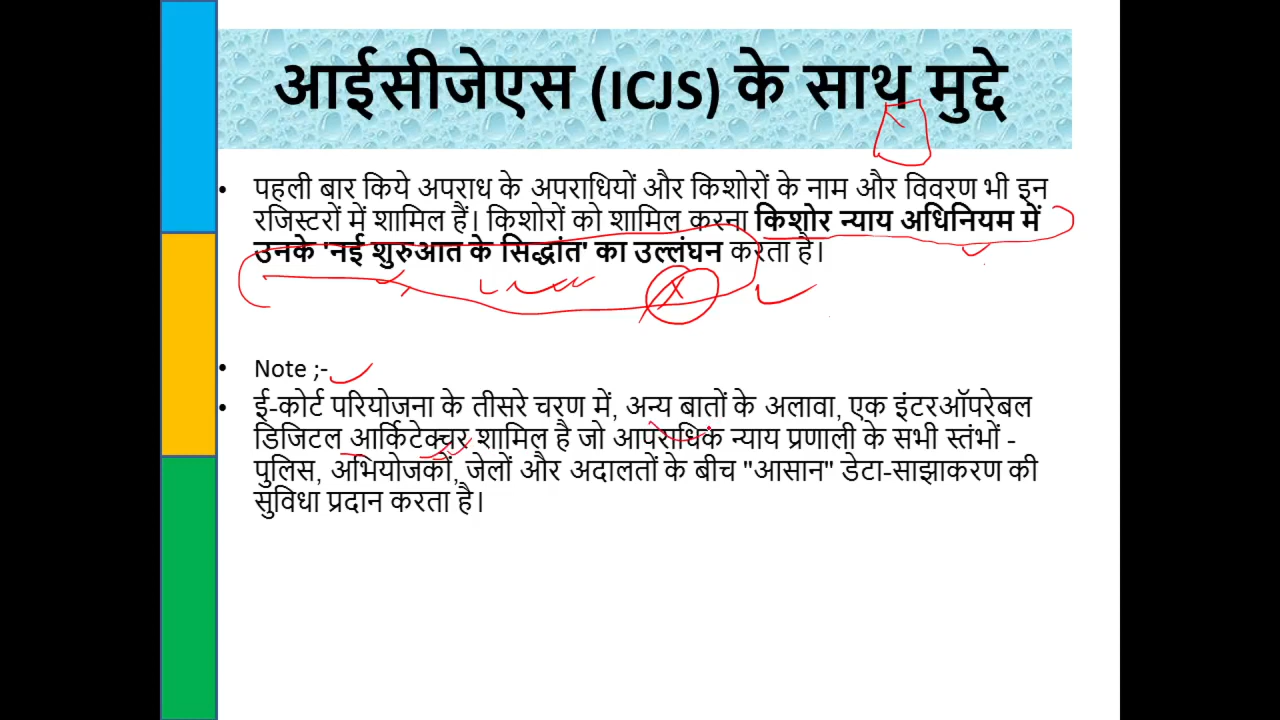 आईसीजेएस (ICJS) के साथ मुद्दे
• पहली बार किये अपराध के अपराधियों और किशोरों के नाम और विवरण भी इन
रजिस्टरों में शामिल हैं। किशोरों को शामिल करना किशोर न्याय अधिनियम में
उनके 'नई शुरुआत के सिद्धांत' का उल्लंघन करता है।
• Note ;-
• ई-कोर्ट परियोजना के तीसरे चरण में, अन्य बातों के अलावा, एक इंटरऑपरेबल
डिजिटल आर्किटेक्चर शामिल है जो आपराधिक न्याय प्रणाली के सभी स्तंभों -
पुलिस, अभियोजकों, जेलों और अदालतों के बीच "आसान" डेटा-साझाकरण की
सुविधा प्रदान करता है।